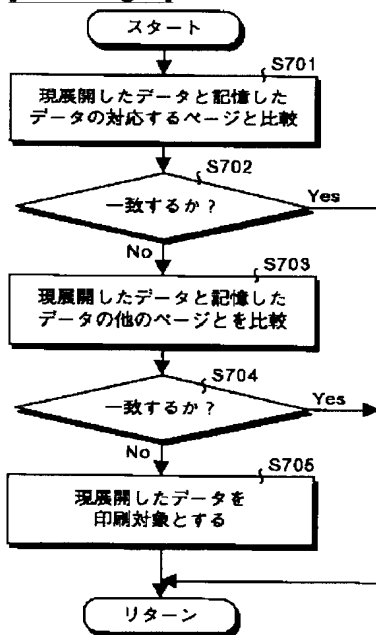 スタート
S701
現展開したデータと記憶した
データの対応するページと比較
S702
一致するか？
Yes
No
S703
現展開したデータと記憶した
データの他のページとを比較
S704
一致するか？
Yes
No
S705
現展開したデータを
印刷対象とする
リターン